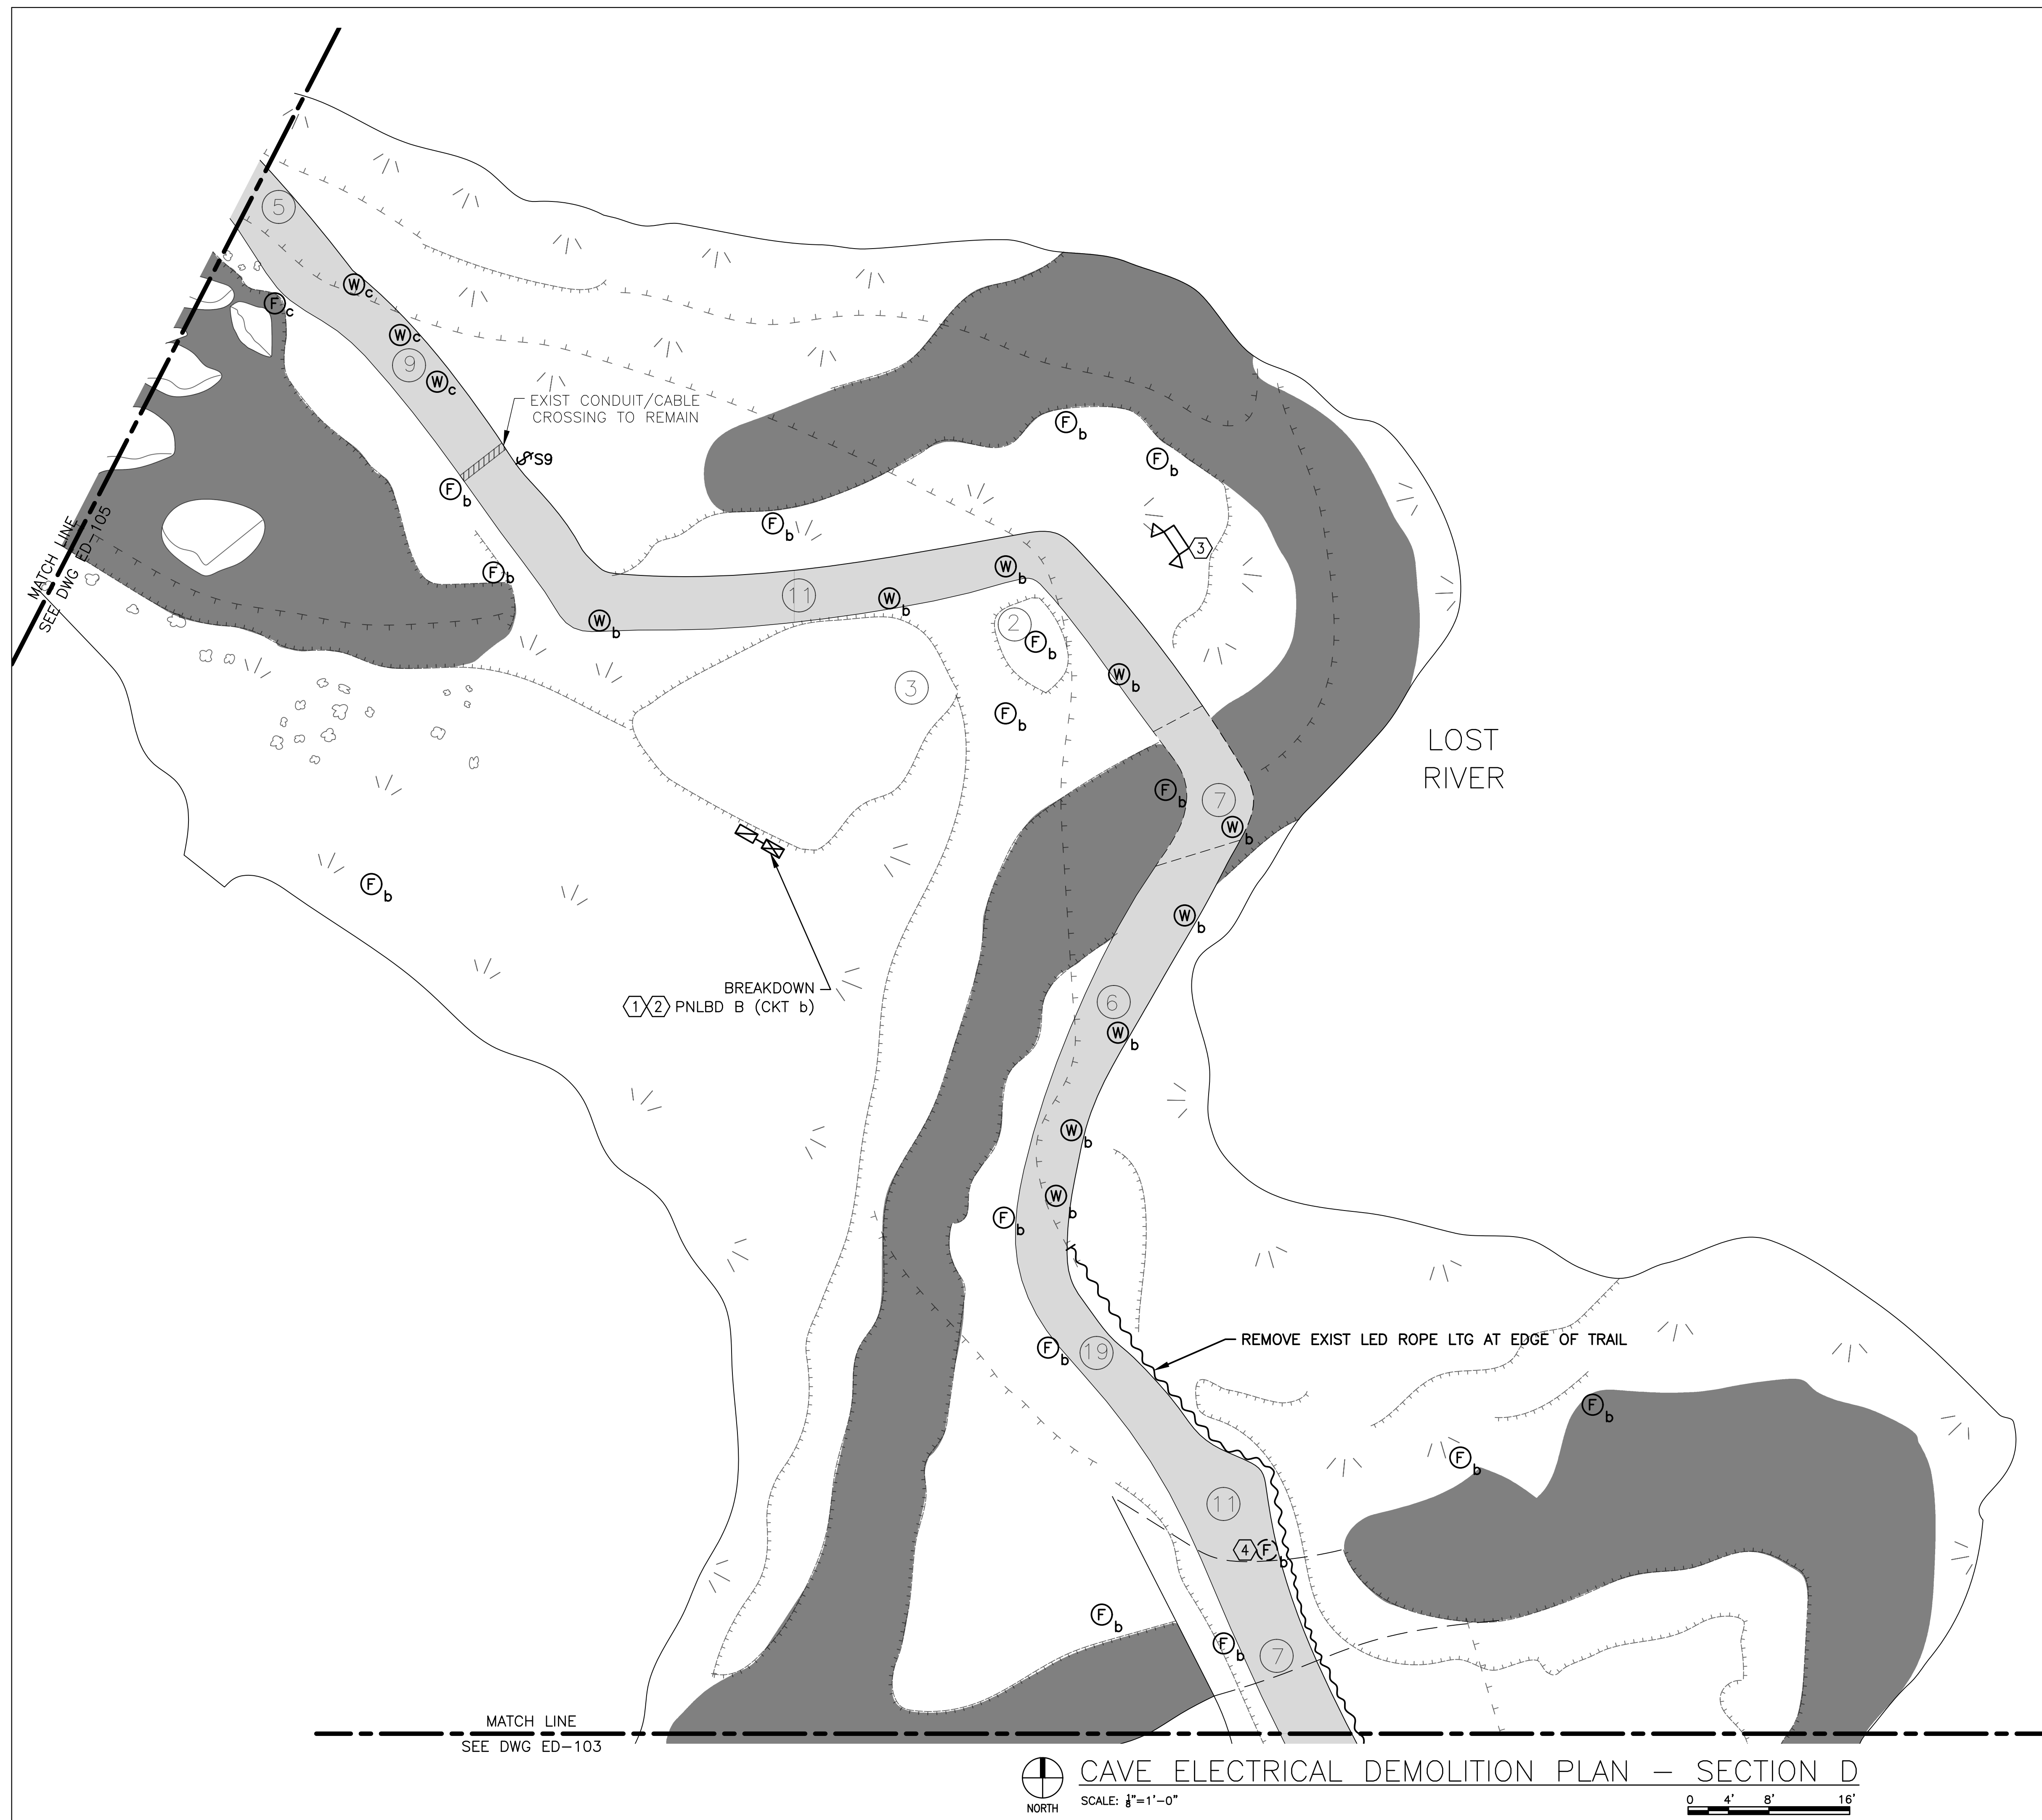 5
W c
F c
W c
9
W c
EXIST CONDUIT/CABLE
CROSSING TO REMAIN
S9
F b
F b
F b
F b
F b
3
MATCH LINE
SEE DWG ED-105
W b
11
W b
W b
2
F b
W b
3
F b
LOST
RIVER
F b
7
W b
F b
W b
BREAKDOWN
1 2 PNLBD B (CKT b)
6
W b
W b
W b
F b
REMOVE EXIST LED ROPE LTG AT EDGE OF TRAIL
F b
19
F b
F b
11
4 F b
F b
F b
7
MATCH LINE
SEE DWG ED-103
NORTH
CAVE ELECTRICAL DEMOLITION PLAN - SECTION D
SCALE: 1/8"=1'-0"
0 4' 8' 16'